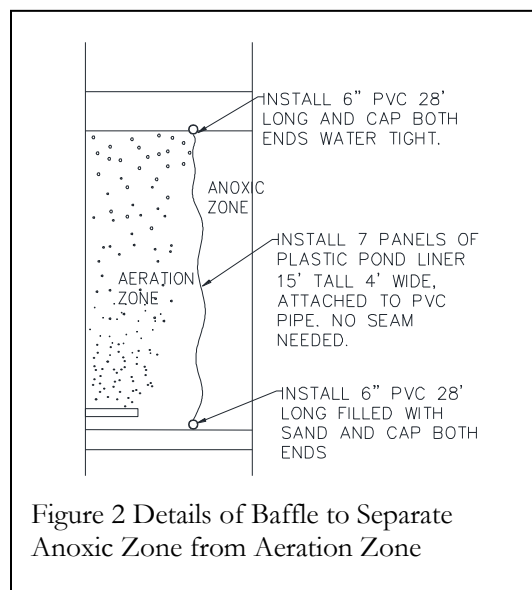 INSTALL 6" PVC 28'
LONG AND CAP BOTH
ENDS WATER TIGHT.
ANOXIC
ZONE
INSTALL 7 PANELS OF
PLASTIC POND LINER
15' TALL 4' WIDE,
ATTACHED TO PVC
PIPE. NO SEAM
NEEDED.
AERATION
ZONE
INSTALL 6" PVC 28'
LONG FILLED WITH
SAND AND CAP BOTH
ENDS
Figure 2 Details of Baffle to Separate
Anoxic Zone from Aeration Zone